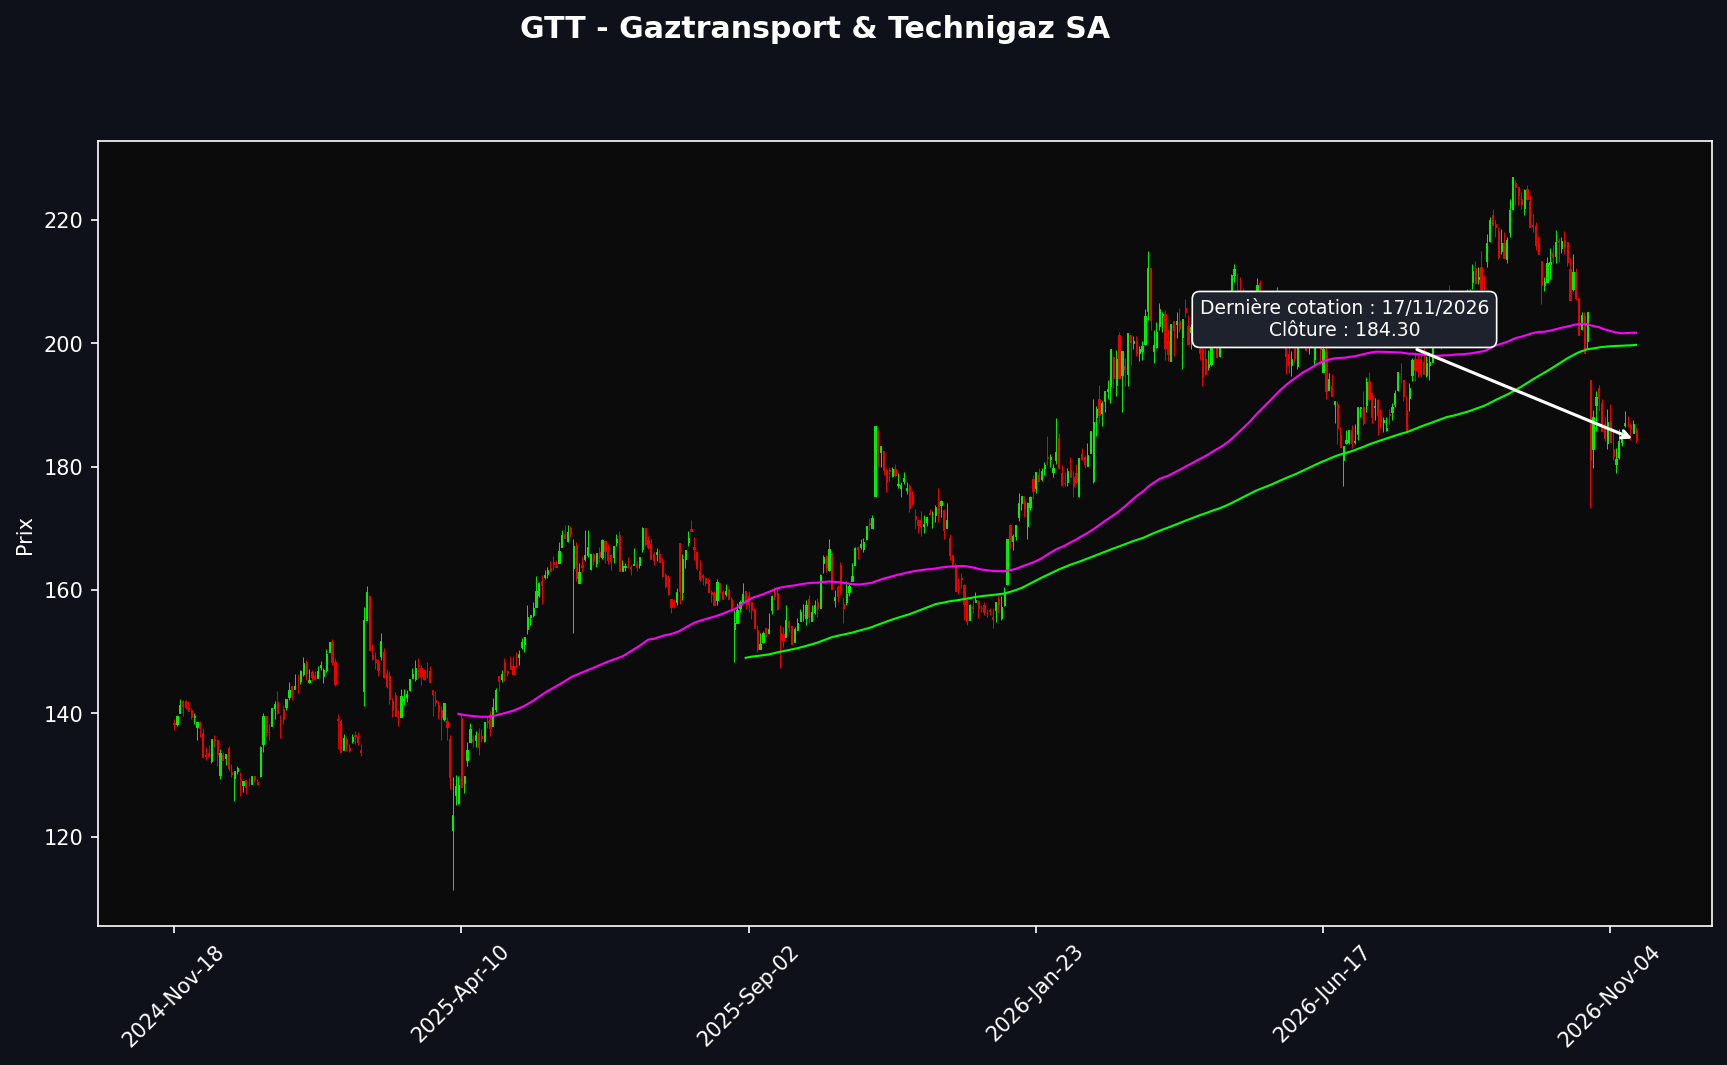 GTT - Gaztransport & Technigaz SA
220
200
180
160
140
120
Prix
Dernière cotation : 17/11/2026
Clôture : 184.30
2024-Nov-18
2025-Apr-10
2025-Sep-02
2026-Jan-23
2026-Jun-17
2026-Nov-04